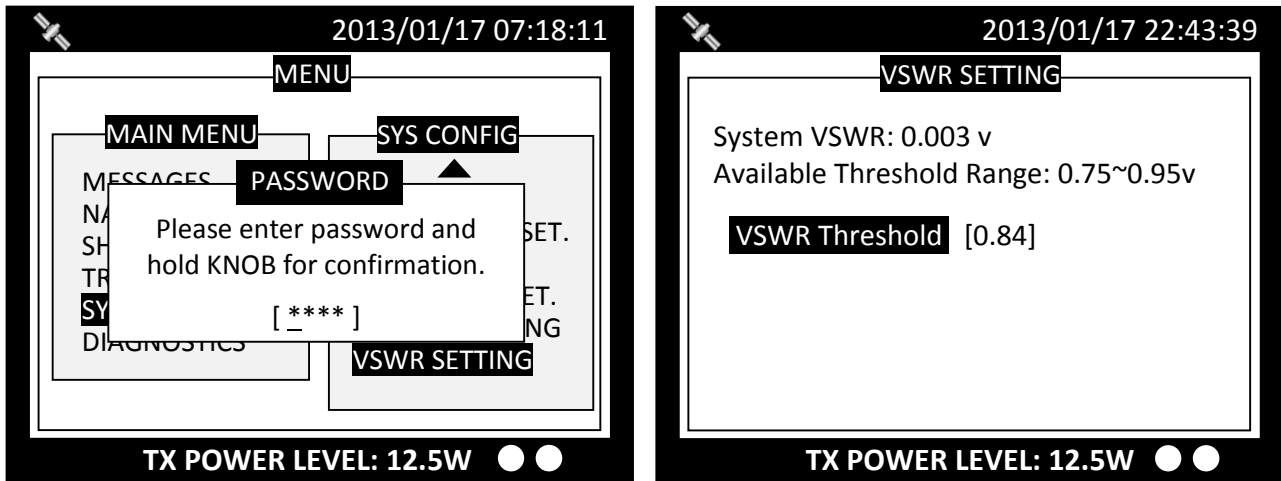 2013/01/17 07:18:11
MENU
MAIN MENU
MESSAGES
DIAGNOSTICS
SYS CONFIG
SET.
VSWR SETTING
PASSWORD
Please enter password and
hold KNOB for confirmation.
[ **** ]
TX POWER LEVEL: 12.5W
2013/01/17 22:43:39
VSWR SETTING
System VSWR: 0.003 v
Available Threshold Range: 0.75~0.95v
VSWR Threshold [0.84]
TX POWER LEVEL: 12.5W